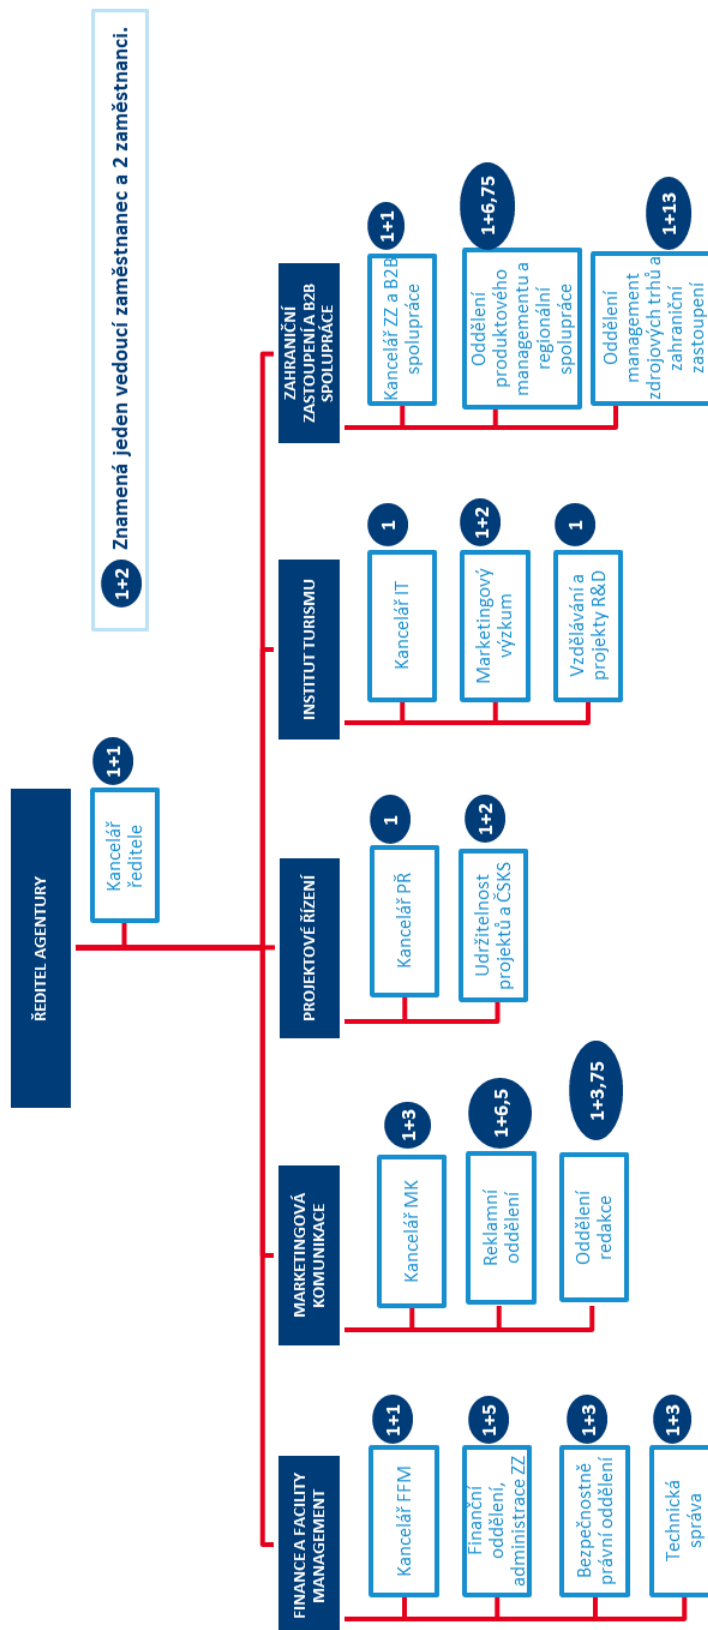 ŘEDITEL AGENTURY
Kancelář
ředitele
1+1
1+2 Znamená jeden vedoucí zaměstnanec a 2 zaměstnanci.
FINANCE A FACILITY
MANAGEMENT
Kancelář FFM
1+1
Finanční
oddělení,
administrace ZZ
1+5
Bezpečnostně
právní oddělení
1+3
Technická
správa
1+3
MARKETINGOVÁ
KOMUNIKACE
Kancelář MK
1+3
Reklamní
oddělení
1+6,5
Oddělení
redakce
1+3,75
PROJEKTOVÉ ŘÍZENÍ
Kancelář PŘ
1
Udržitelnost
projektů a ČSKS
1+2
INSTITUT TURISMU
Kancelář IT
1
Marketingový
výzkum
1+2
Vzdělávání a
projekty R&D
1
ZAHRANIČNÍ
ZASTOUPENÍ A B2B
SPOLUPRÁCE
Kancelář ZZ a B2B
spolupráce
1+1
Oddělení
produktového
managementu a
regionální
spolupráce
1+6,75
Oddělení
management
zdrojových trhů a
zahraniční
zastoupení
1+13